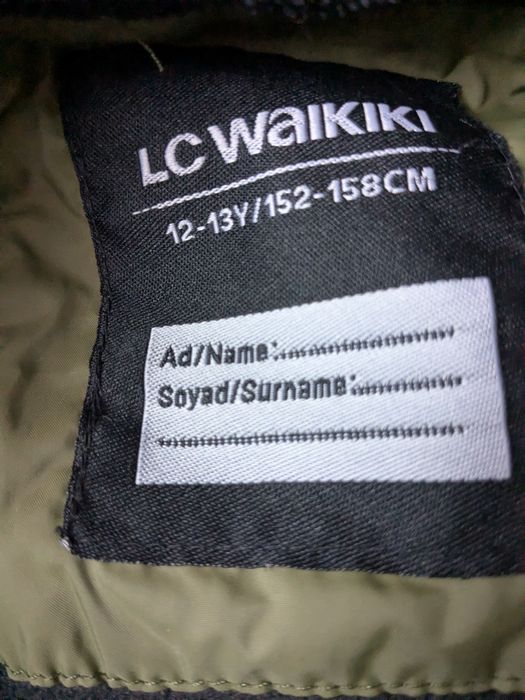 LC WAIKIKI
12-13Y/152-158CM
Ad/Name:
Soyad/Surname: